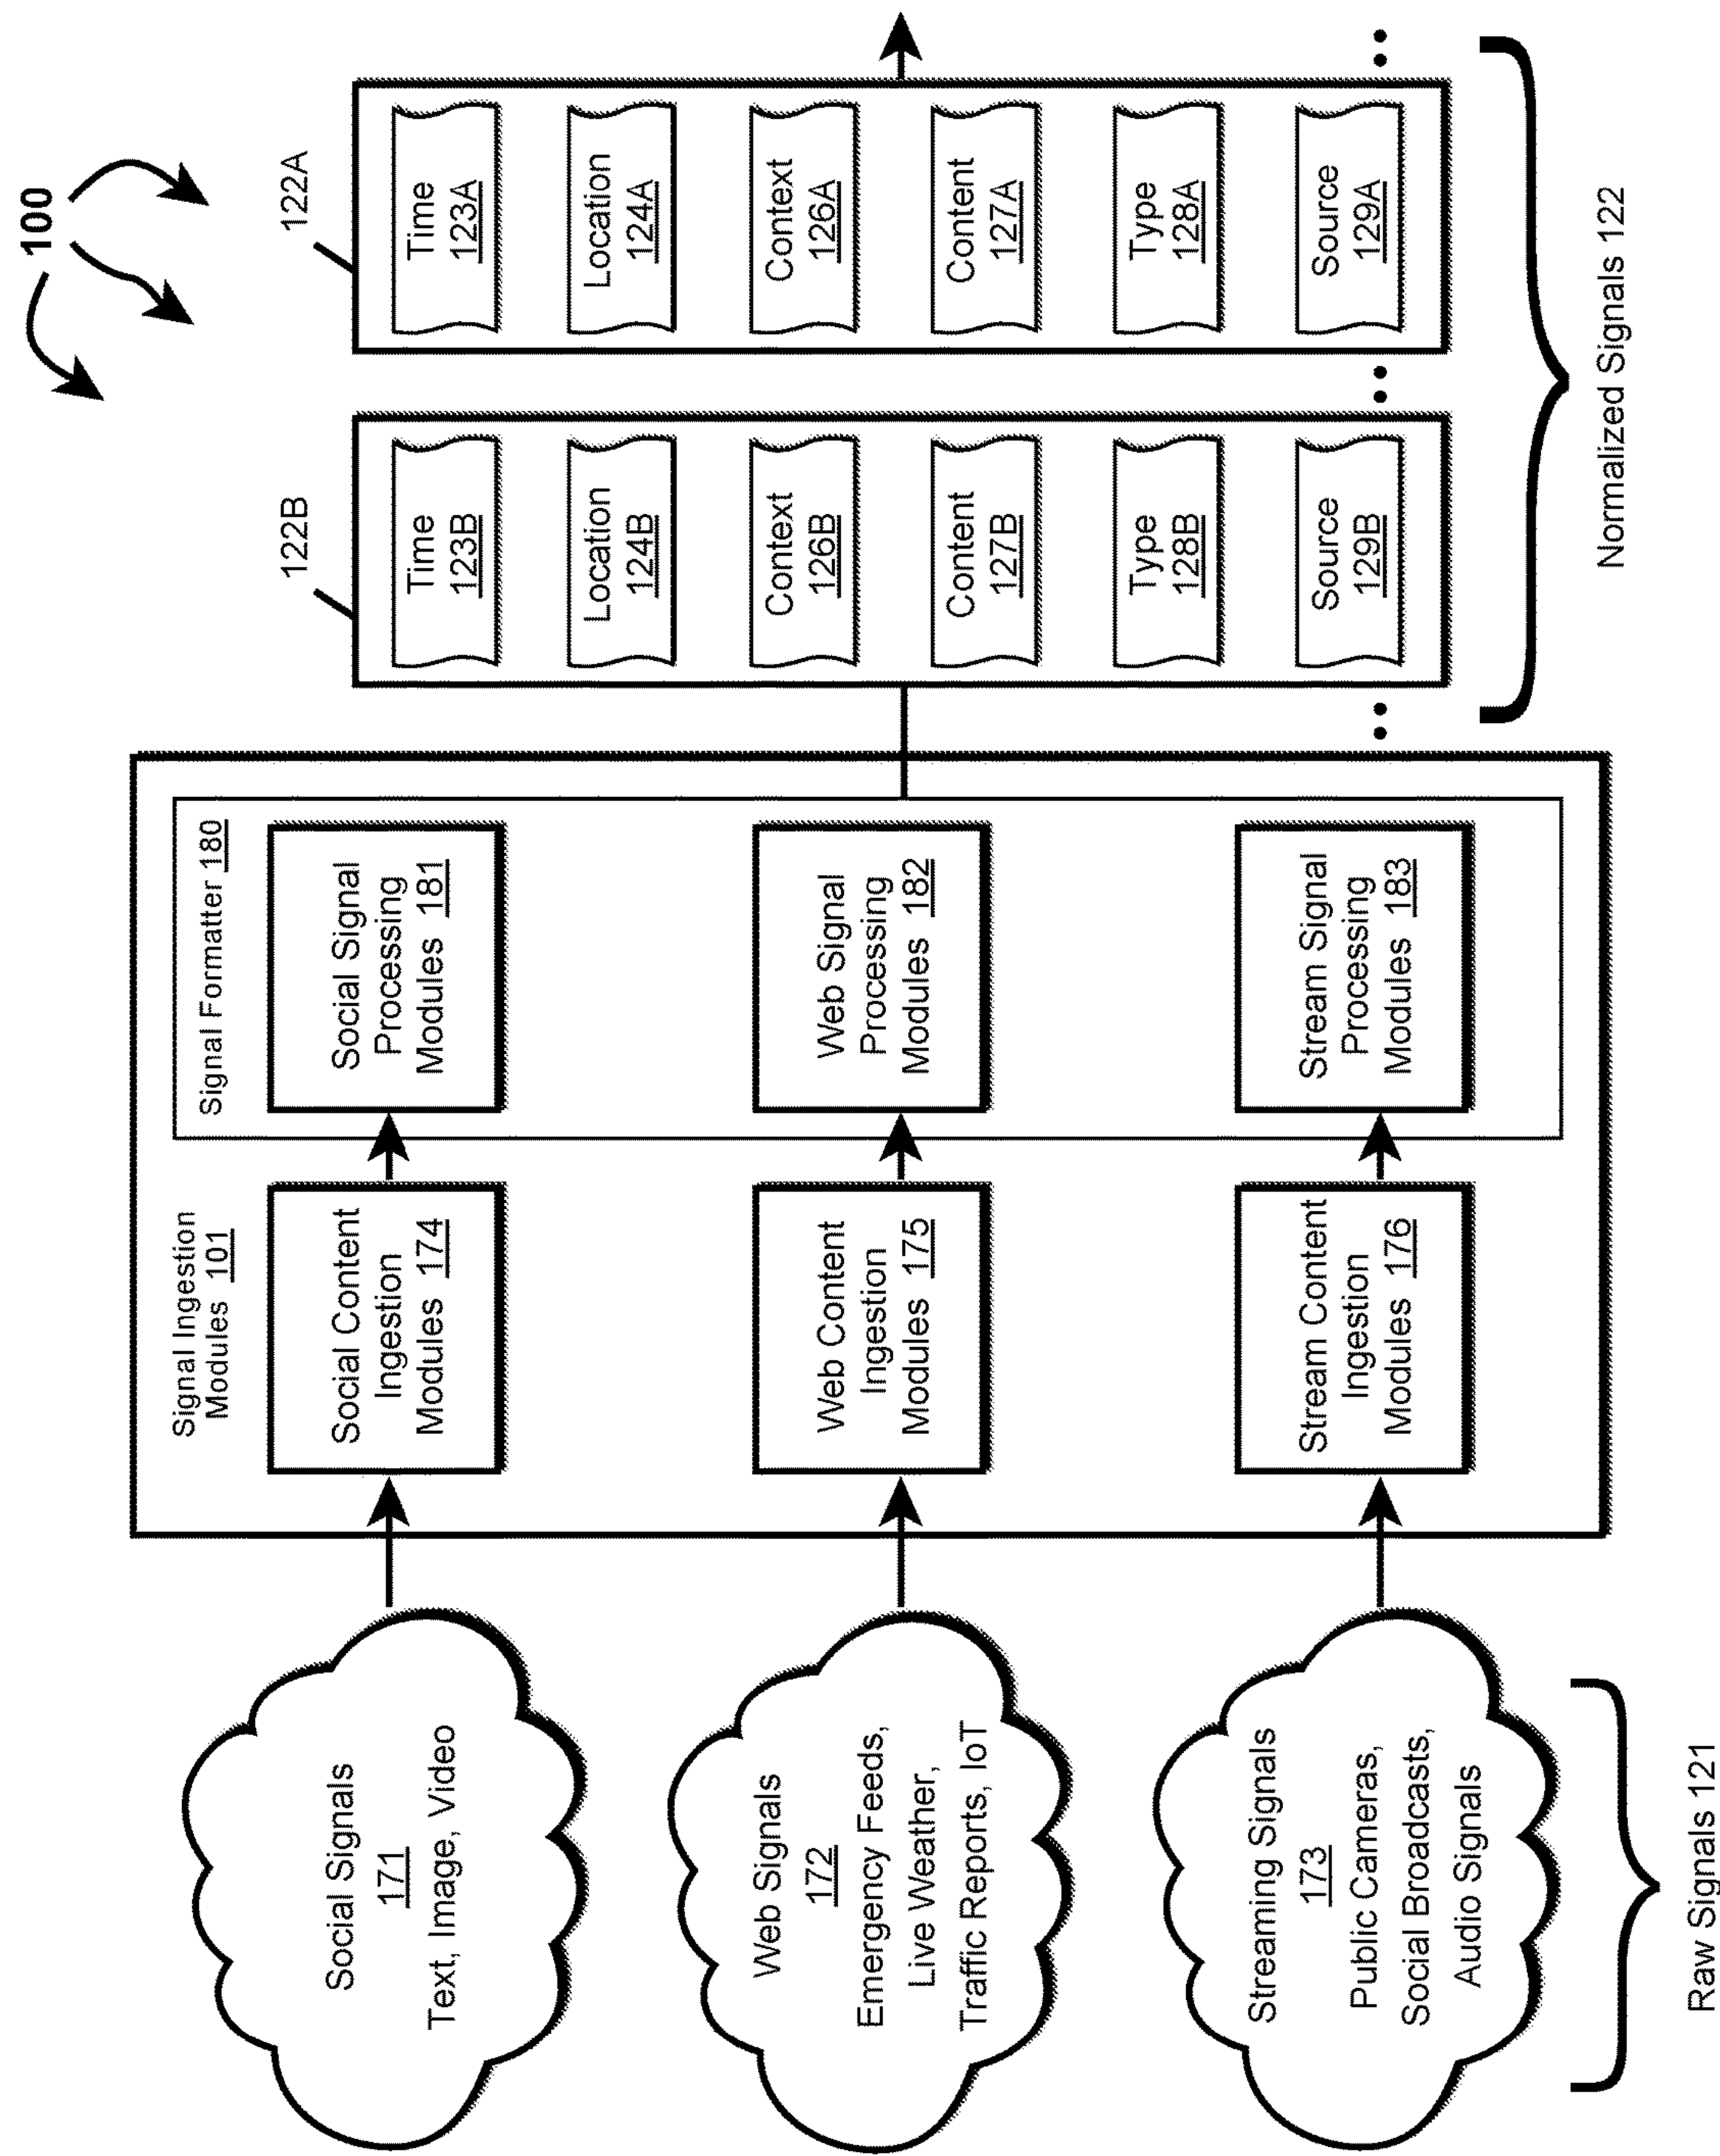 100
Social Signals
171
Text, Image, Video
Web Signals
172
Emergency Feeds,
Live Weather,
Traffic Reports, IoT
Streaming Signals
173
Public Cameras,
Social Broadcasts,
Audio Signals
Raw Signals 121
Signal Ingestion
Modules 101
Social Content
Ingestion
Modules 174
Web Content
Ingestion
Modules 175
Stream Content
Ingestion
Modules 176
Signal Formatter 180
Social Signal
Processing
Modules 181
Web Signal
Processing
Modules 182
Stream Signal
Processing
Modules 183
122B
Time
123B
Location
124B
Context
126B
Content
127B
Type
128B
Source
129B
122A
Time
123A
Location
124A
Context
126A
Content
127A
Type
128A
Source
129A
Normalized Signals 122